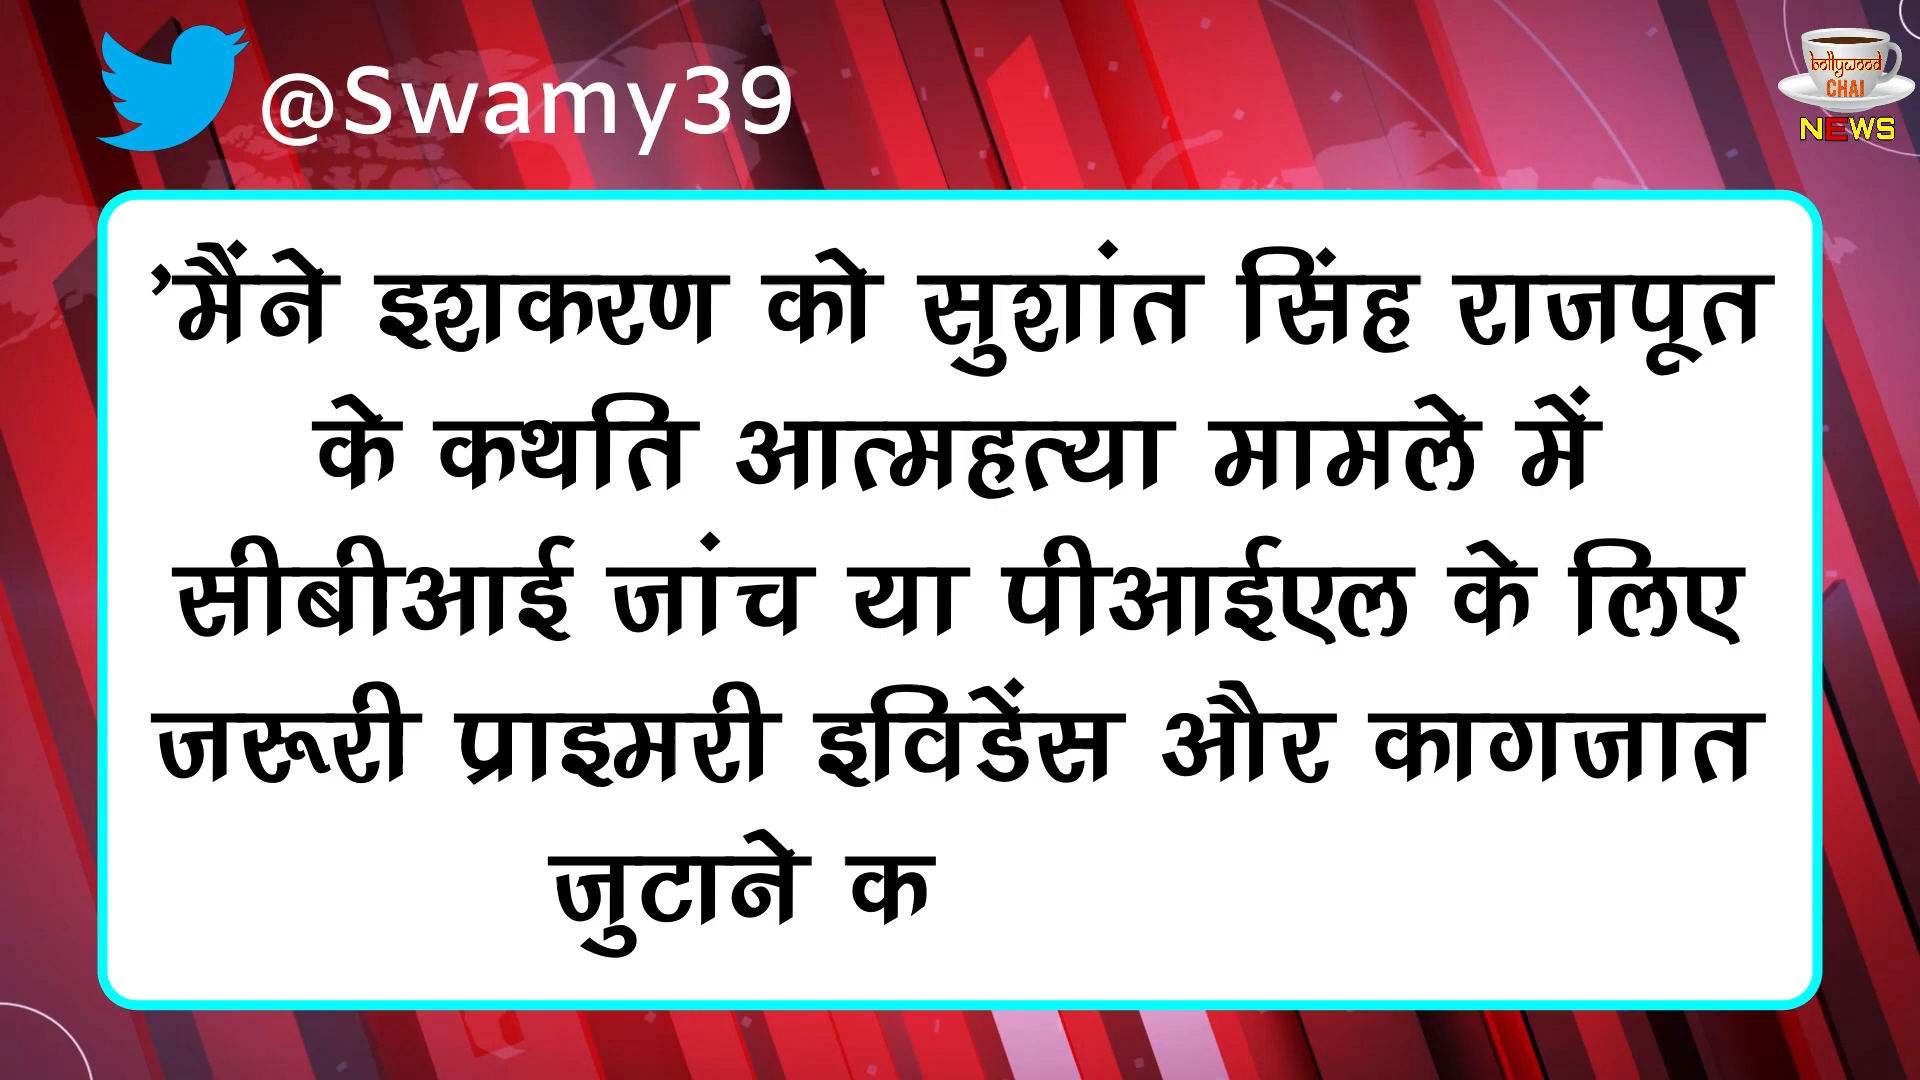 @Swamy39
bollywood
CHAI
NEWS
’मैंने इशकरण को सुशांत सिंह राजपूत
के कथति आत्महत्या मामले में
सीबीआई जांच या पीआईएल के लिए
जरूरी प्राइमरी इविडेंस और कागजात
जुटाने क